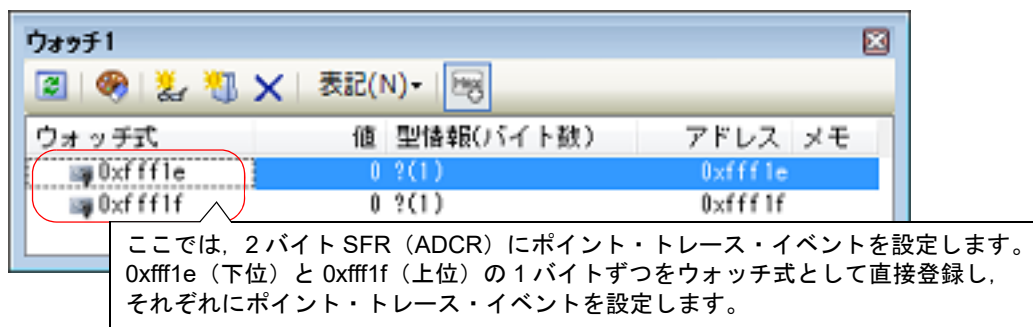 ウォッチ1
表記(N)
Hex
ウォッチ式 値 型情報(バイト数) アドレス メモ
0xfff1e 0 ?(1) 0xfff1e
0xfff1f 0 ?(1) 0xfff1f
ここでは，2 バイト SFR（ADCR）にポイント・トレース・イベントを設定します。
0xfff1e（下位）と 0xfff1f（上位）の 1 バイトずつをウォッチ式として直接登録し，
それぞれにポイント・トレース・イベントを設定します。